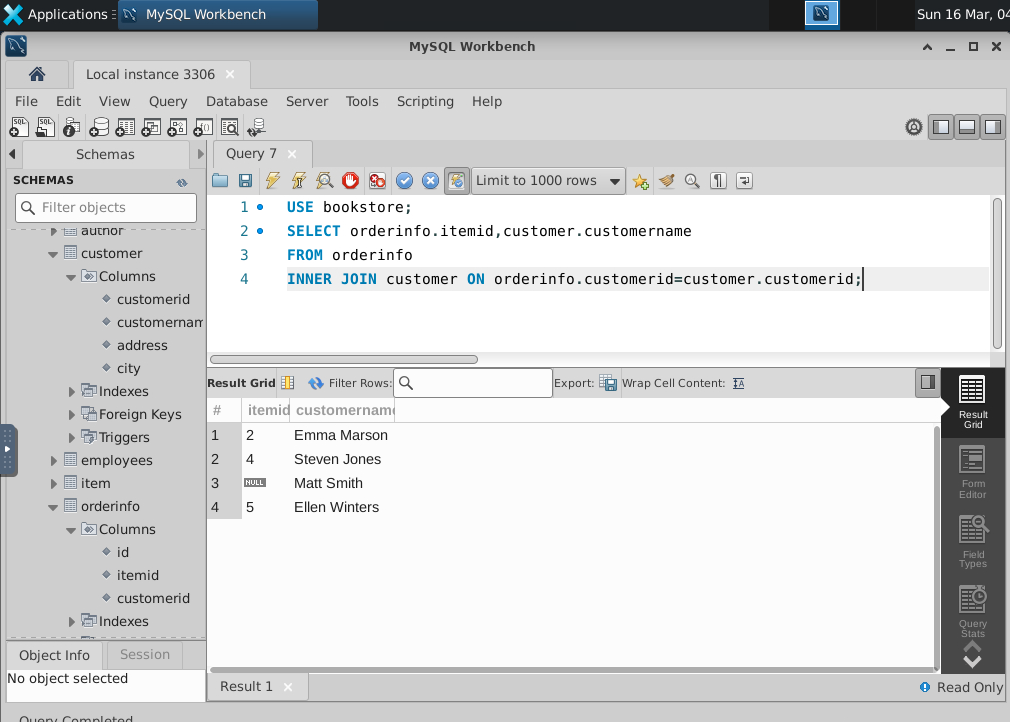 Applications MySQL Workbench Sun 16 Mar, 04
MySQL Workbench
Local instance 3306
File Edit View Query Database Server Tools Scripting Help
Schemas
Query 7
SCHEMAS
Limit to 1000 rows
Filter objects
author
customer
Columns
customerid
customernam
address
city
Indexes
Foreign Keys
Triggers
employees
item
orderinfo
Columns
id
itemid
customerid
Indexes
Object Info Session
No object selected
1 USE bookstore;
2 SELECT orderinfo.itemid,customer.customername
3 FROM orderinfo
4 INNER JOIN customer ON orderinfo.customerid=customer.customerid;
Result Grid Filter Rows: Export: Wrap Cell Content:
# itemid customername
1 2 Emma Marson
2 4 Steven Jones
3 NULL Matt Smith
4 5 Ellen Winters
Result
Grid
Form
Editor
Field
Types
Query
Stats
Result 1
Read Only
Query Completed